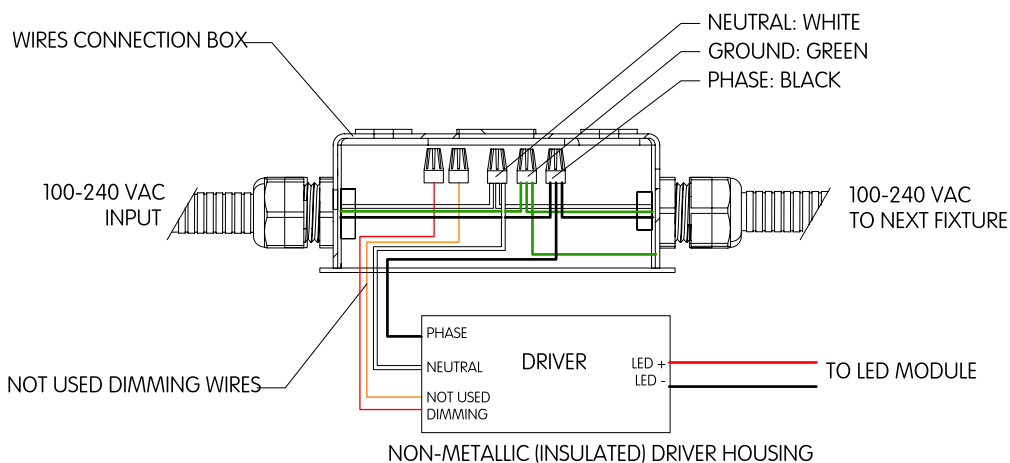 NEUTRAL: WHITE
WIRES CONNECTION BOX
GROUND: GREEN
PHASE: BLACK
100-240 VAC
INPUT
100-240 VAC
TO NEXT FIXTURE
PHASE
DRIVER
LED +
NEUTRAL
LED -
TO LED MODULE
NOT USED DIMMING WIRES
NOT USED
DIMMING
NON-METALLIC (INSULATED) DRIVER HOUSING